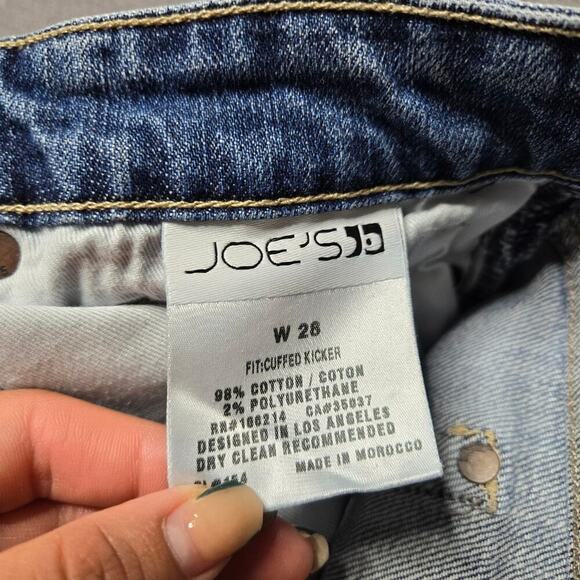 JOE'S
W 28
FIT:CUFFED KICKER
98% COTTON / COTON
2% POLYURETHANE
RN#106214 CA#35037
DESIGNED IN LOS ANGELES
DRY CLEAN RECOMMENDED
MADE IN MOROCCO